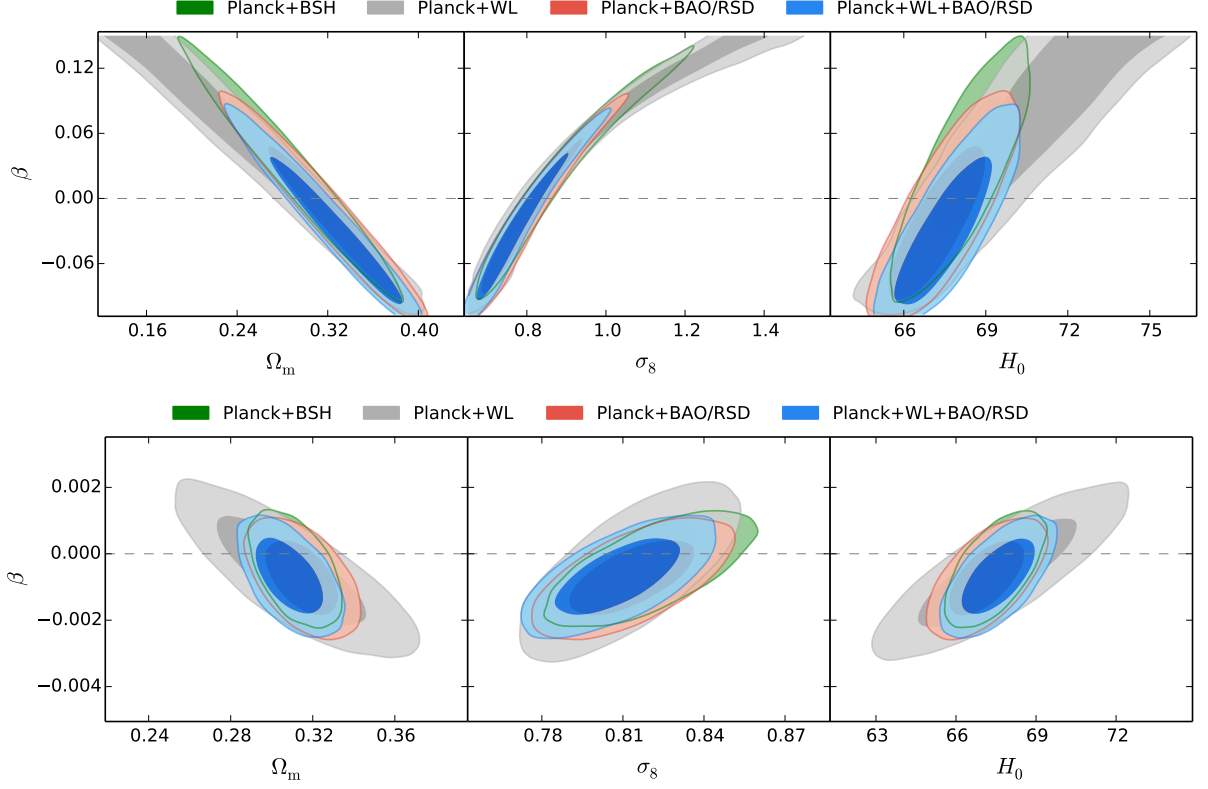 Planck+BSH Planck+WL Planck+BAO/RSD Planck+WL+BAO/RSD
0.12
0.06
0.00
−0.06
β
0.16 0.24 0.32 0.40 0.8 1.0 1.2 1.4 66 69 72 75
Ωm σ8 H0
Planck+BSH Planck+WL Planck+BAO/RSD Planck+WL+BAO/RSD
0.002
0.000
−0.002
−0.004
β
0.24 0.28 0.32 0.36 0.78 0.81 0.84 0.87 63 66 69 72
Ωm σ8 H0